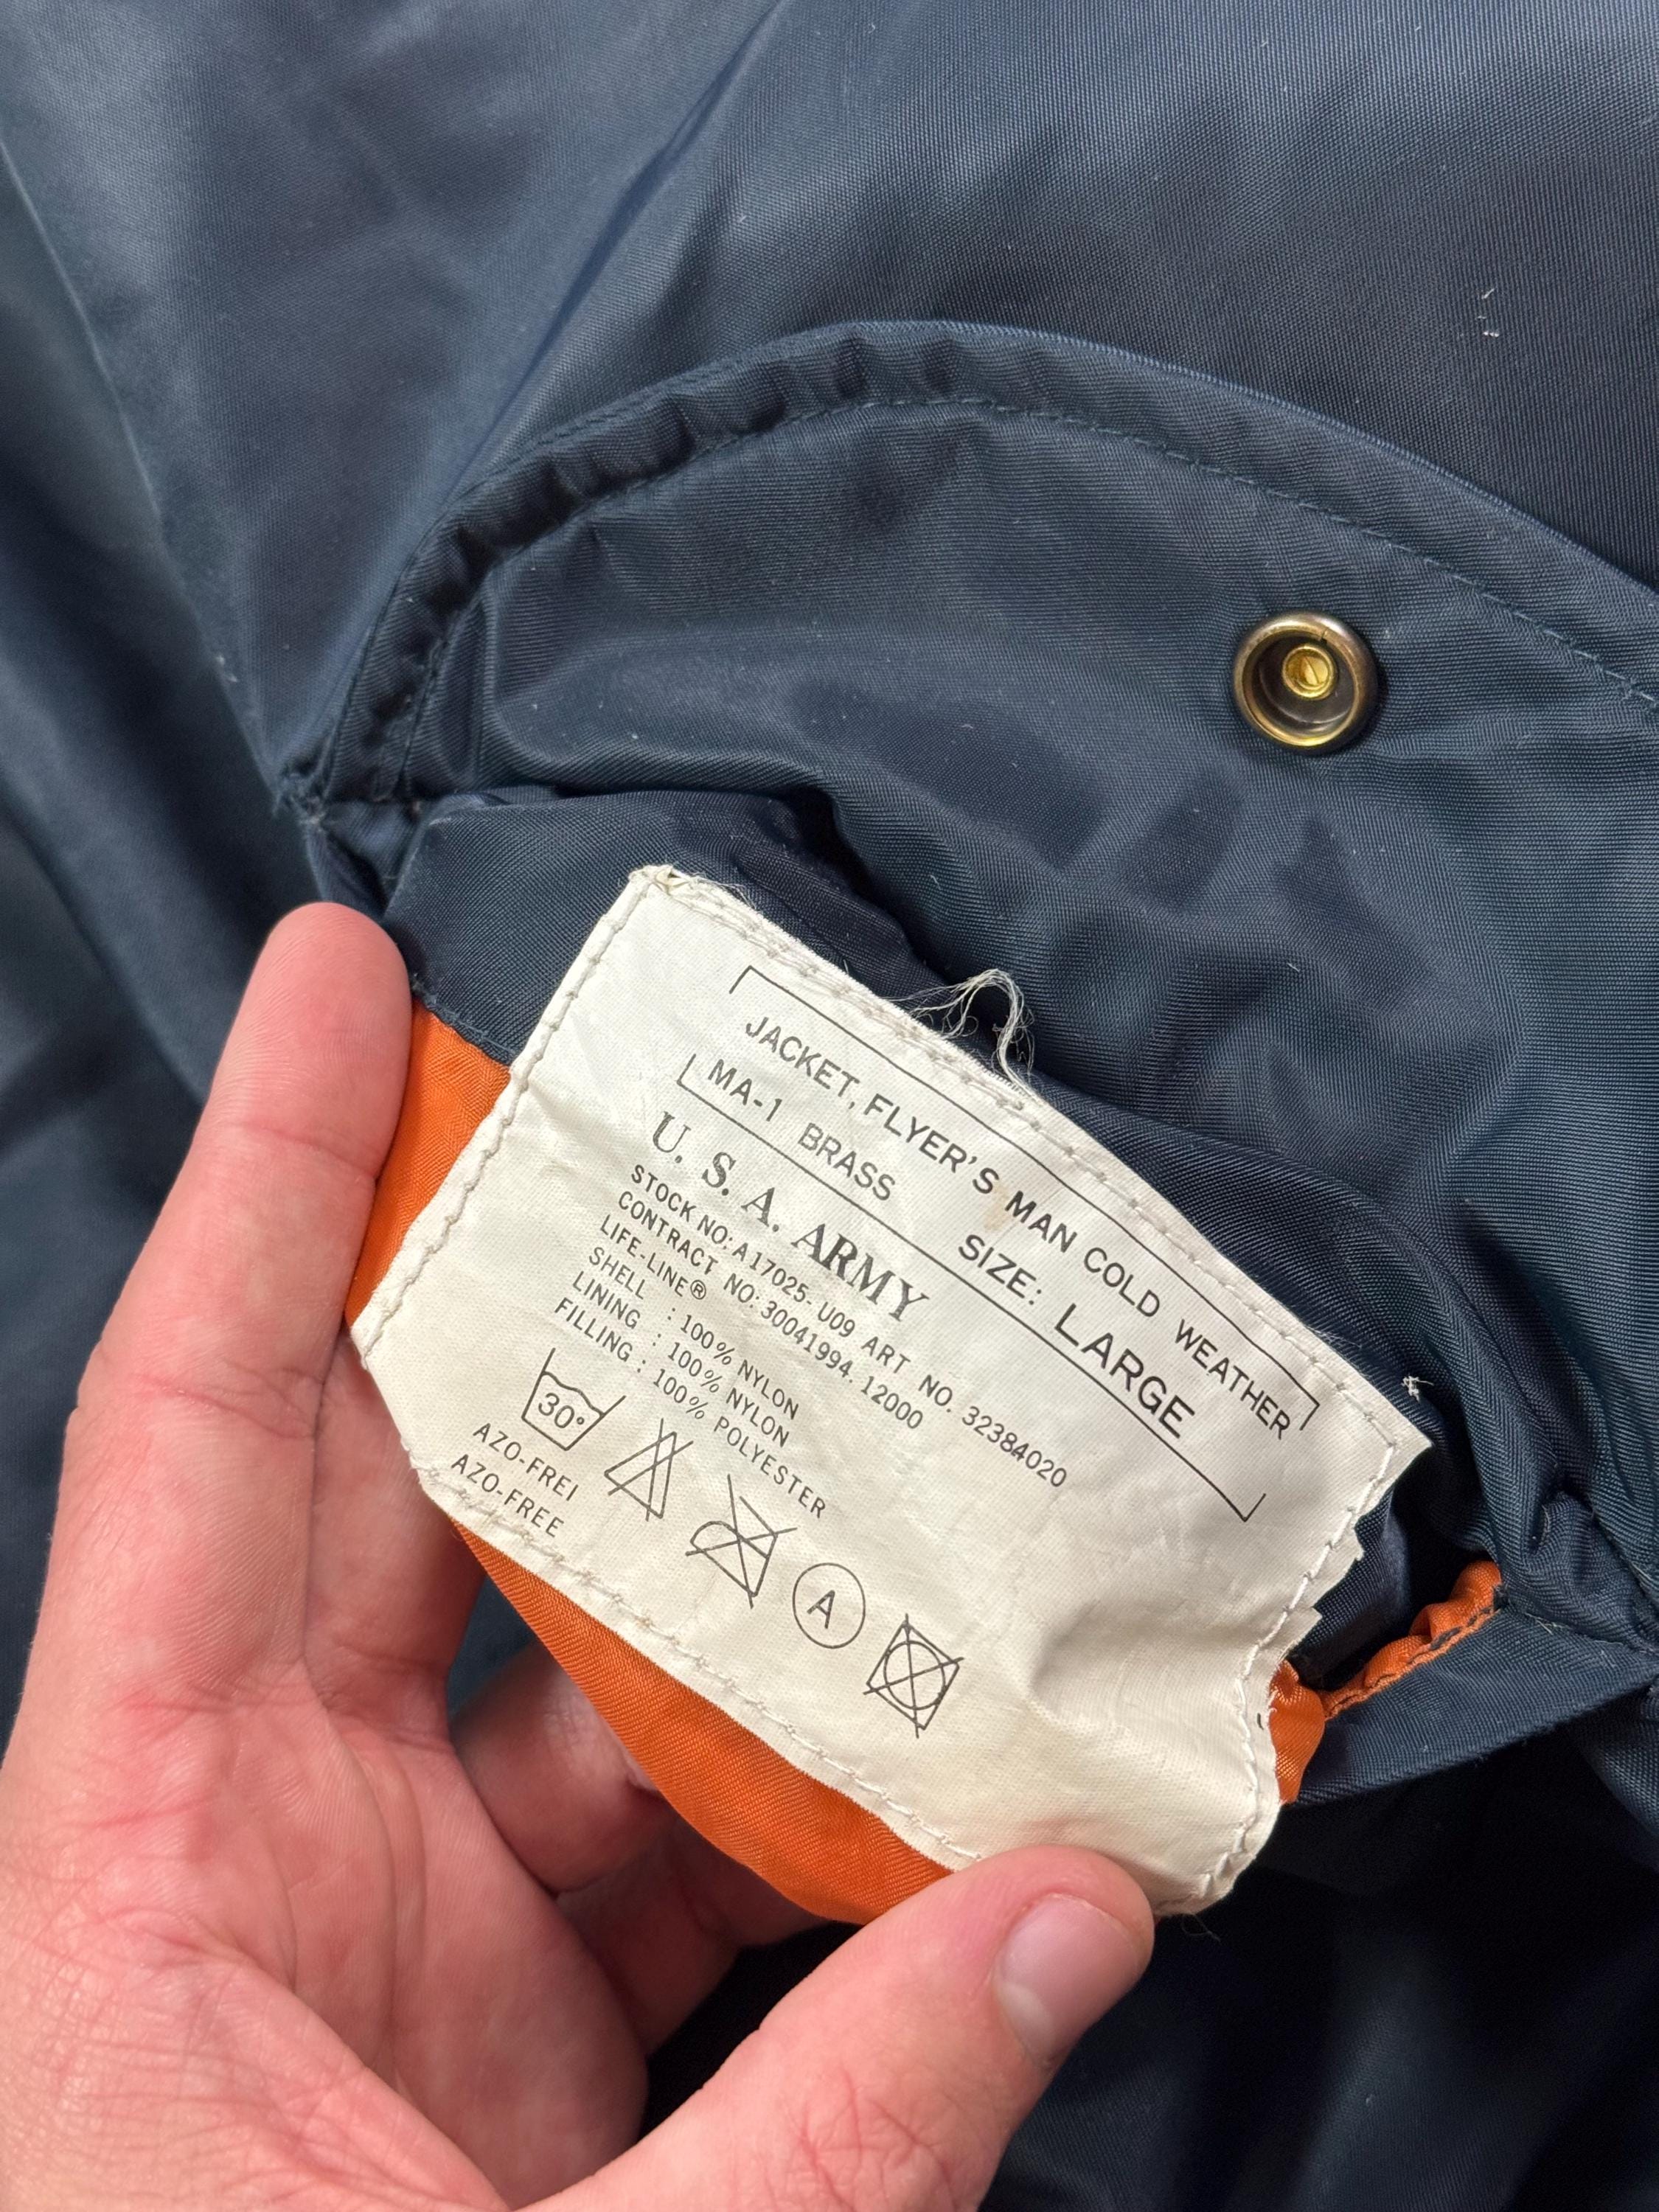 JACKET, FLYER'S MAN COLD WEATHER
MA-1 BRASS SIZE: LARGE
U. S. A. ARMY
STOCK NO: A17025-U09 ART NO. 32384020
CONTRACT NO: 30041994. 12000
LIFE-LINE®
SHELL : 100% NYLON
LINING : 100% NYLON
FILLING : 100% POLYESTER
30°
A
AZO-FREI
AZO-FREE